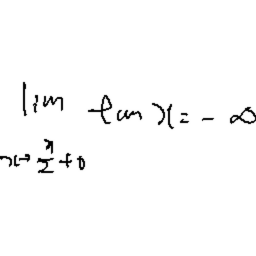 lim tan x = - ∞
x→π/2+0